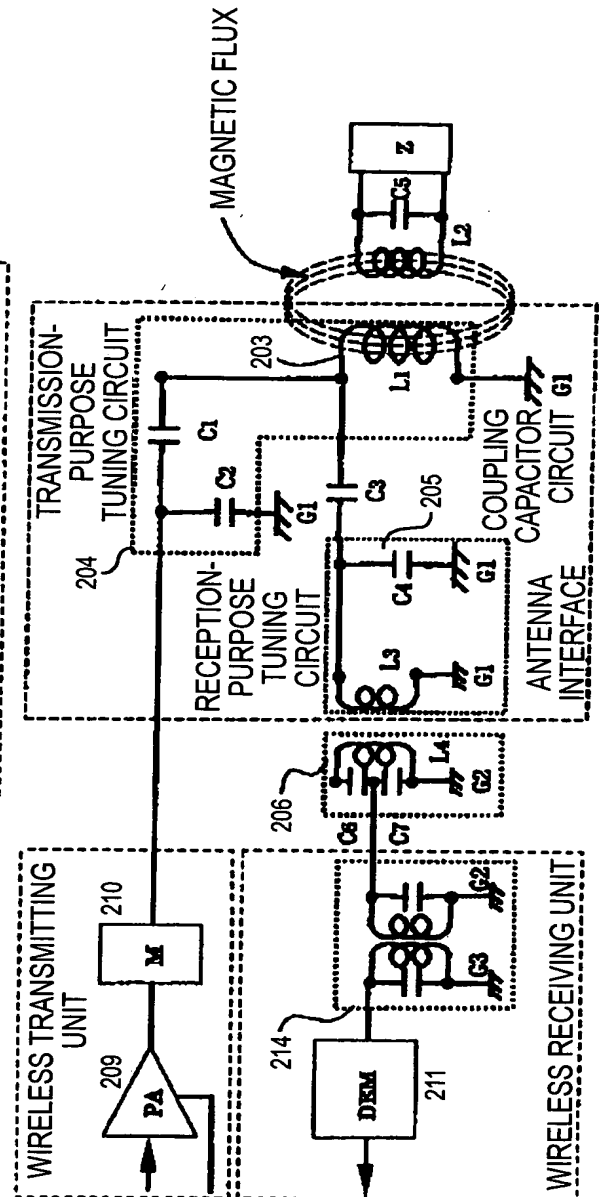 MAGNETIC FLUX
Z
C5
L2
TRANSMISSION-
PURPOSE
TUNING CIRCUIT
203
L1
G1
C1
C2
G1
204
C3
205
COUPLING
CAPACITOR
CIRCUIT
RECEPTION-
PURPOSE
TUNING
CIRCUIT
C4
G1
L3
G1
ANTENNA
INTERFACE
206
L4
G2
C6
C7
WIRELESS TRANSMITTING
UNIT
210
M
209
PA
G2
G3
214
DEM
211
WIRELESS RECEIVING UNIT